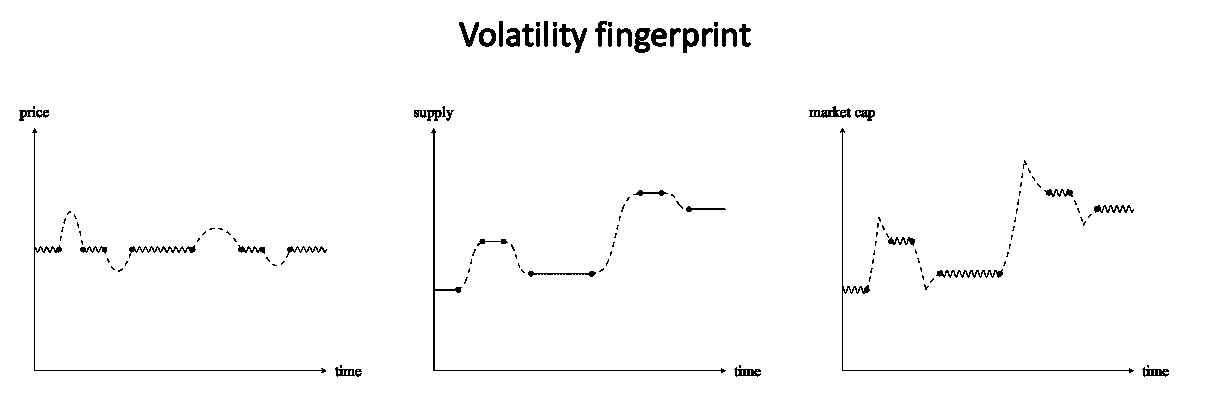 Volatility fingerprint
price
time
supply
time
market cap
time